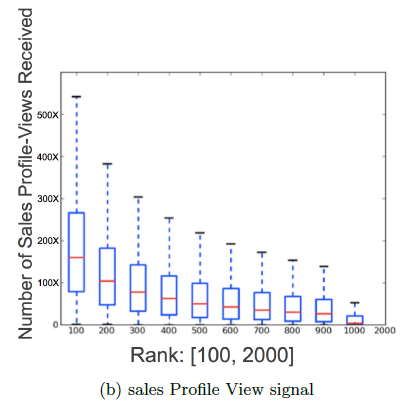 Number of Sales Profile-Views Received
500X
400X
300X
200X
100X
0
100 200 300 400 500 600 700 800 900 1000 2000
Rank: [100, 2000]
(b) sales Profile View signal